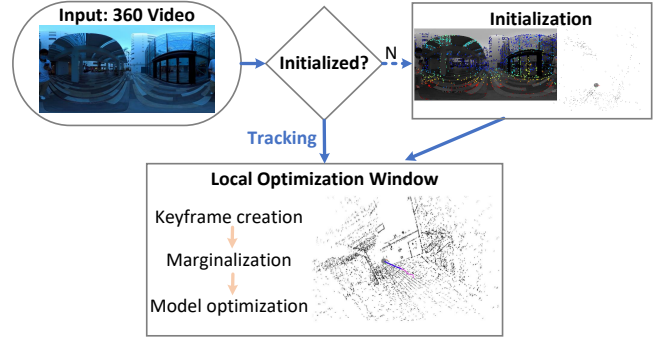 Input: 360 Video
Initialized?
N
Initialization
Tracking
Local Optimization Window
Keyframe creation
Marginalization
Model optimization